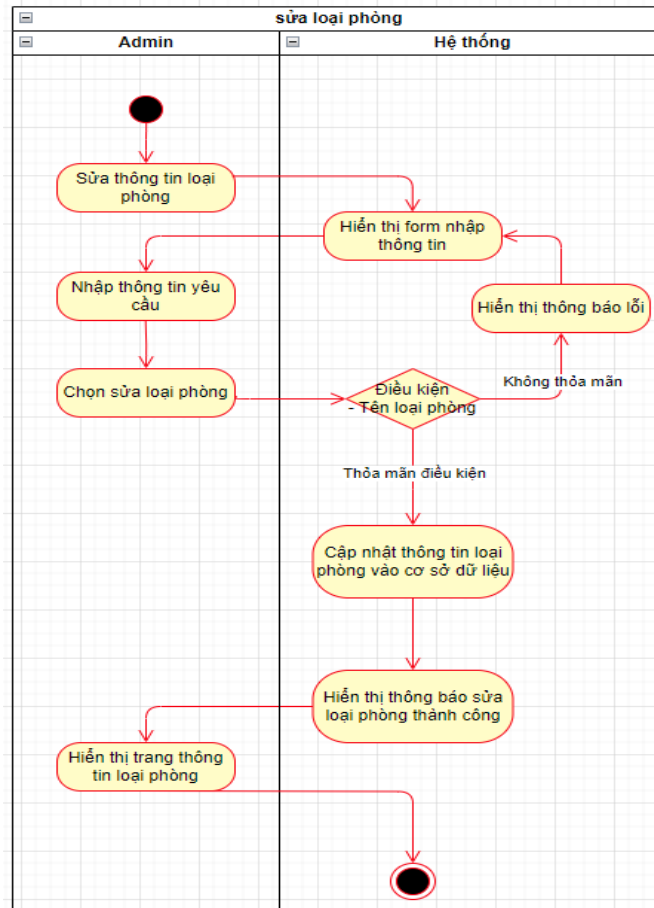 sửa loại phòng
Admin
Hệ thống
Sửa thông tin loại
phòng
Hiển thị form nhập
thông tin
Nhập thông tin yêu
cầu
Hiển thị thông báo lỗi
Chọn sửa loại phòng
Điều kiện
- Tên loại phòng
Không thỏa mãn
Thỏa mãn điều kiện
Cập nhật thông tin loại
phòng vào cơ sở dữ liệu
Hiển thị thông báo sửa
loại phòng thành công
Hiển thị trang thông
tin loại phòng